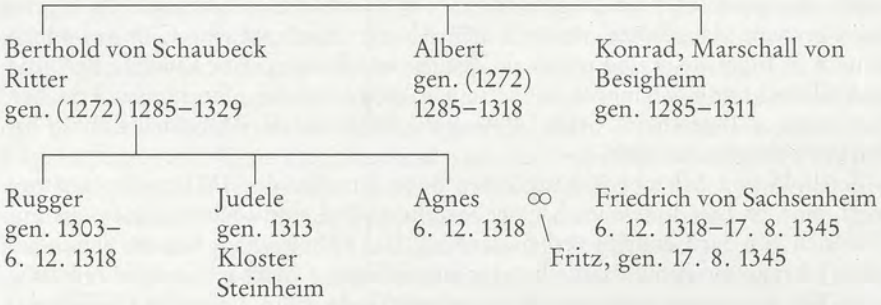 Berthold von Schaubeck
Ritter
gen. (1272) 1285–1329
Albert
gen. (1272)
1285–1318
Konrad, Marschall von
Besigheim
gen. 1285–1311
Rugger
gen. 1303–
6. 12. 1318
Judele
gen. 1313
Kloster
Steinheim
Agnes ∞ Friedrich von Sachsenheim
6. 12. 1318 6. 12. 1318–17. 8. 1345
Fritz, gen. 17. 8. 1345